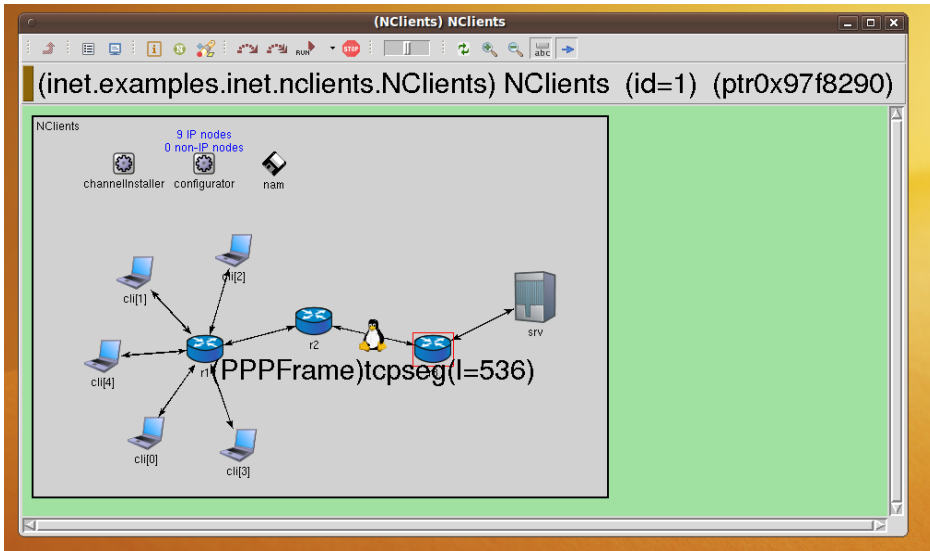 (NClients) NClients
RUN
STOP
abc
(inet.examples.inet.nclients.NClients) NClients (id=1) (ptr0x97f8290)
NClients
9 IP nodes
0 non-IP nodes
channelInstaller
configurator
nam
cli[2]
cli[1]
srv
r2
r1
(PPPFrame)tcpseg(l=536)
cli[4]
cli[0]
cli[3]